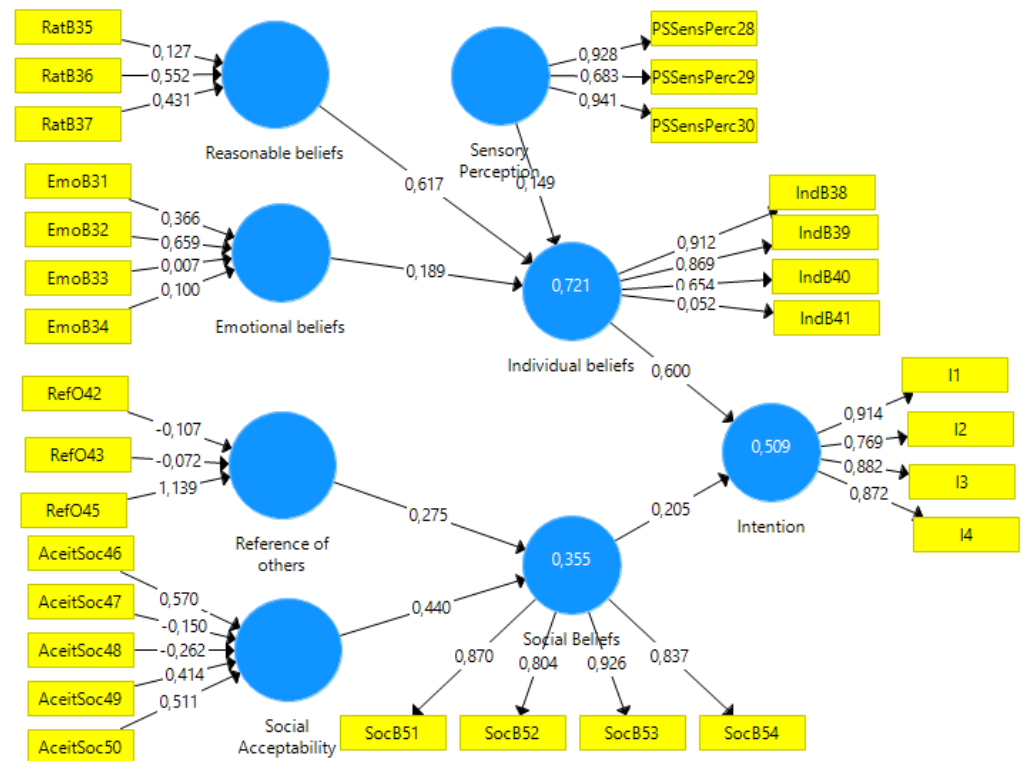 RatB35
RatB36
RatB37
0,127
0,552
0,431
Reasonable beliefs
PSSensPerc28
PSSensPerc29
PSSensPerc30
0,928
0,683
0,941
Sensory
Perception
0,149
0,617
EmoB31
EmoB32
EmoB33
EmoB34
0,366
0,659
0,007
0,100
Emotional beliefs
0,189
0,721
Individual beliefs
0,912
0,869
0,654
0,052
IndB38
IndB39
IndB40
IndB41
0,600
RefO42
RefO43
RefO45
-0,107
-0,072
1,139
Reference of
others
0,275
0,509
Intention
0,914
0,769
0,882
0,872
I1
I2
I3
I4
0,205
AceitSoc46
AceitSoc47
AceitSoc48
AceitSoc49
AceitSoc50
0,570
-0,150
-0,262
0,414
0,511
Social
Acceptability
0,440
0,355
Social Beliefs
0,870
0,804
0,926
0,837
SocB51
SocB52
SocB53
SocB54